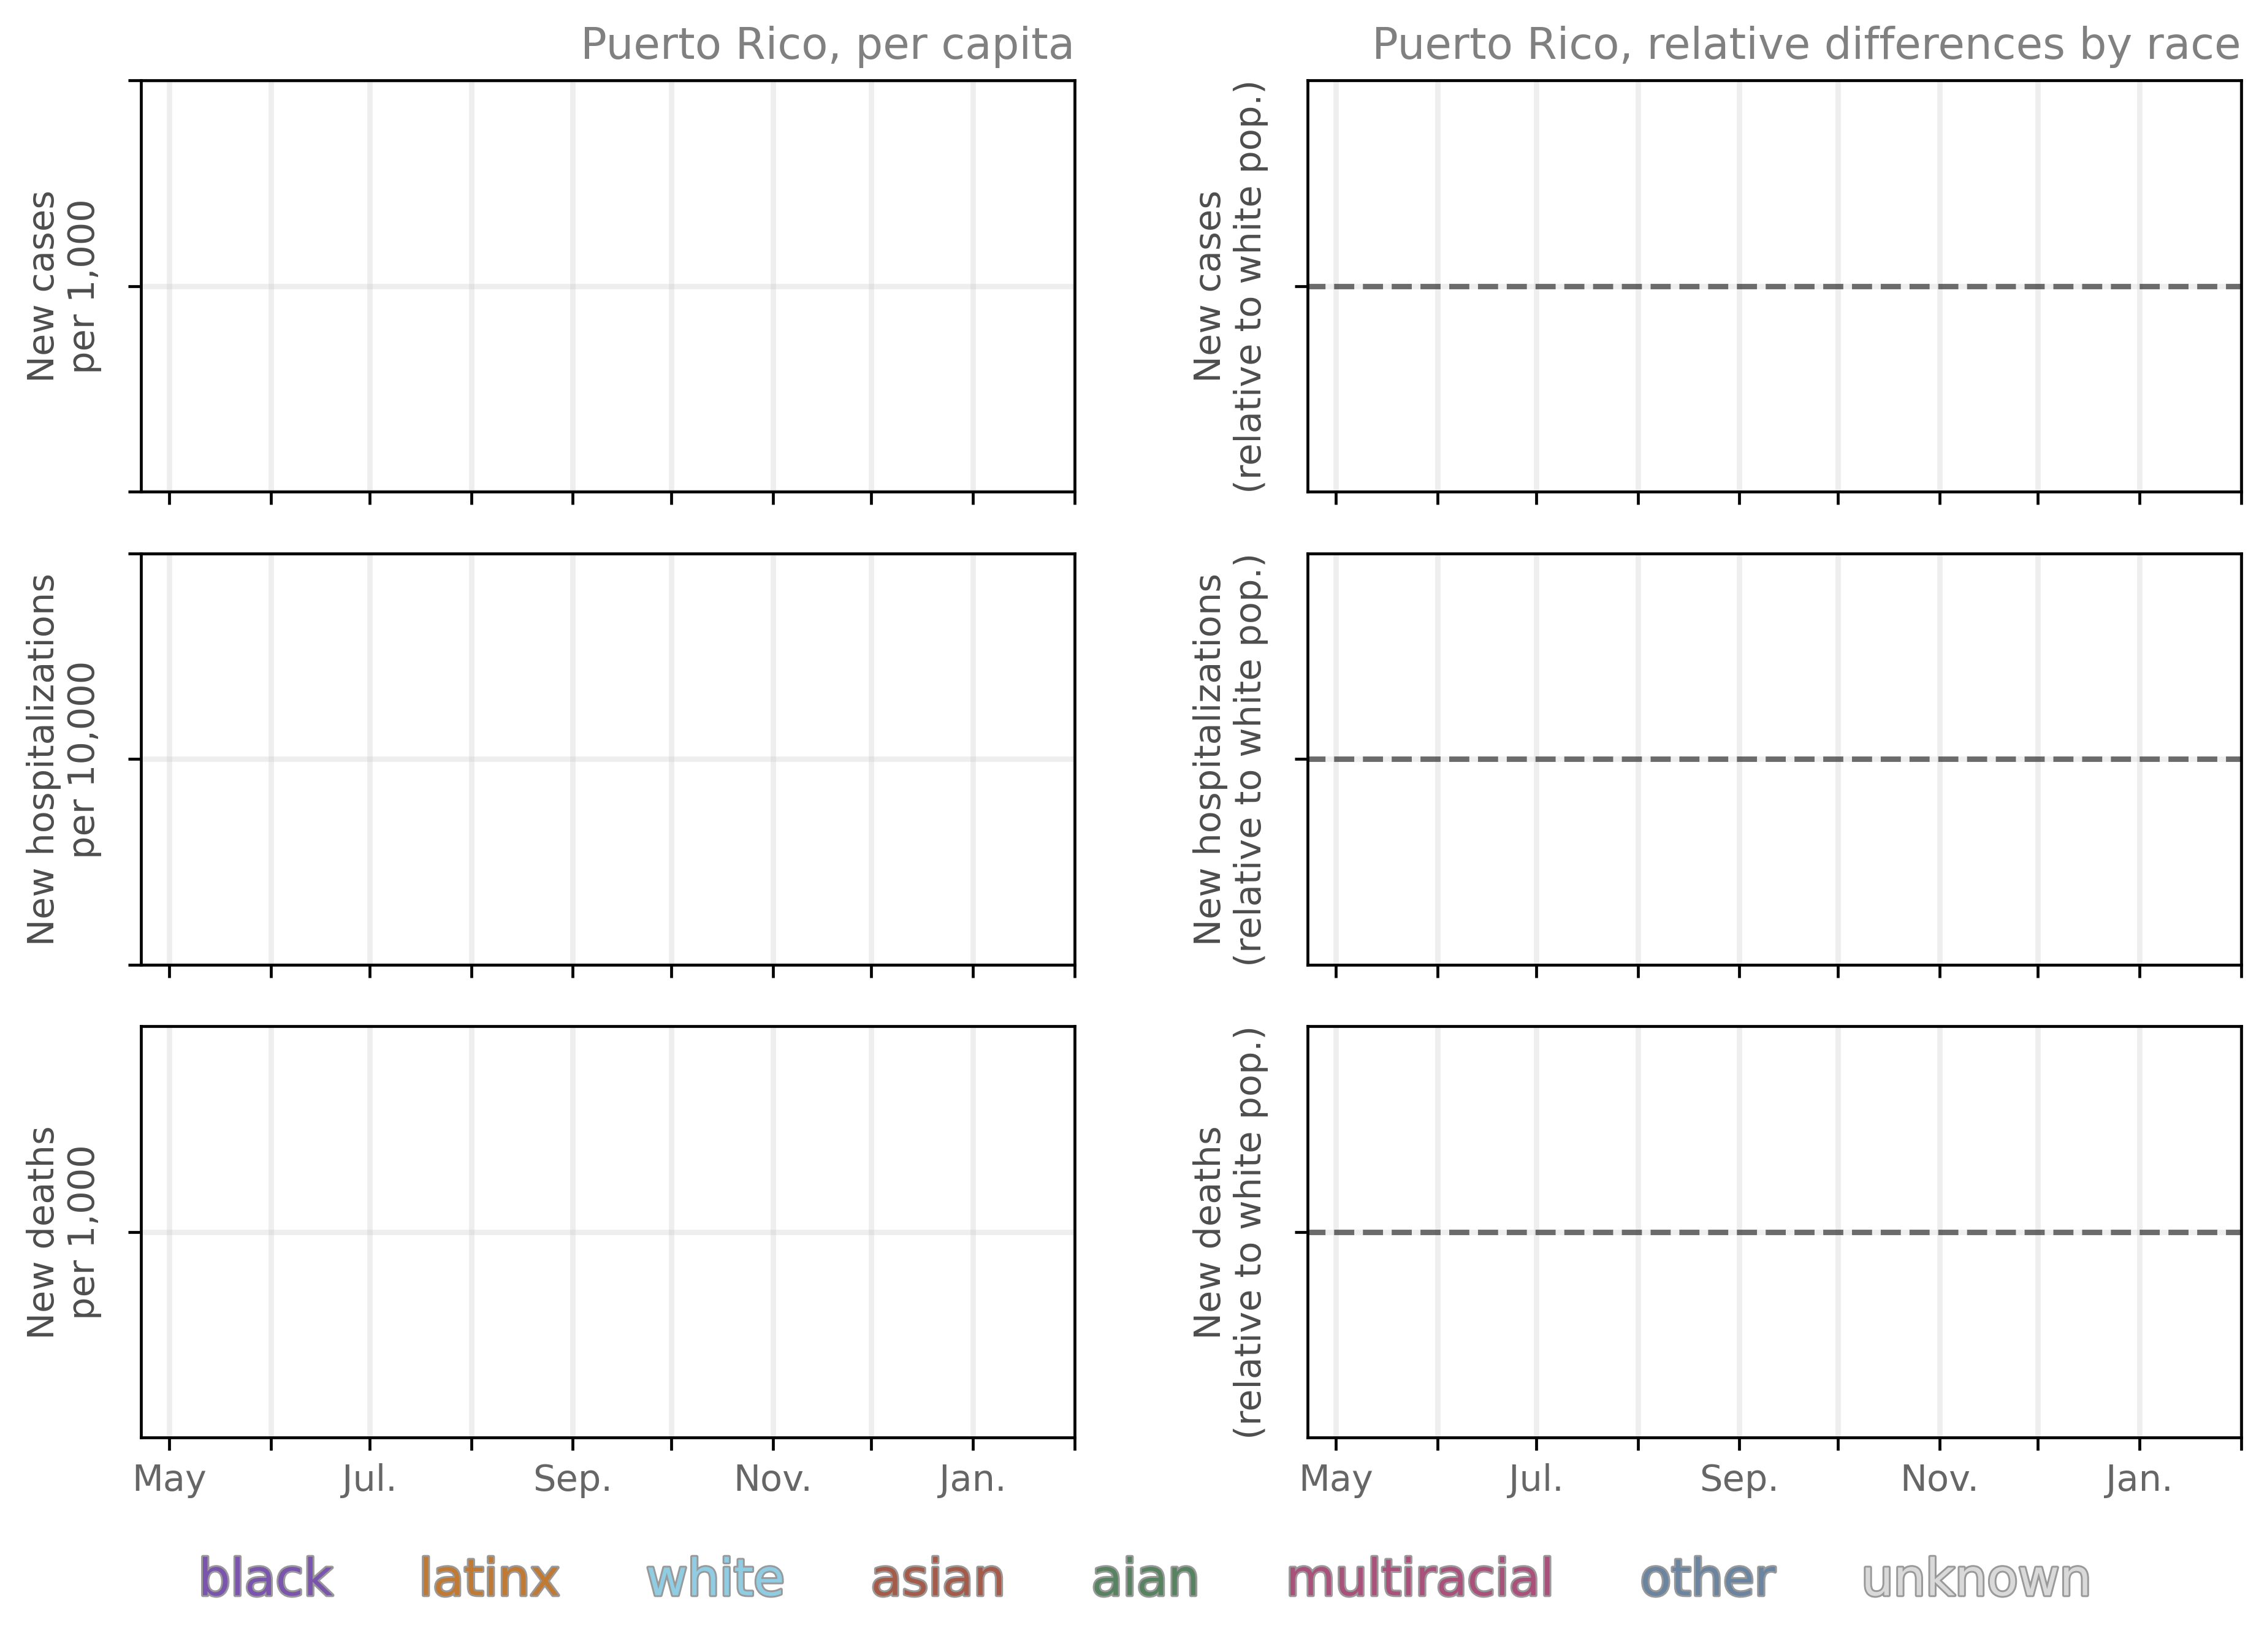 Puerto Rico, per capita
Puerto Rico, relative differences by race
New cases
per 1,000
New cases
(relative to white pop.)
New hospitalizations
per 10,000
New hospitalizations
(relative to white pop.)
New deaths
per 1,000
New deaths
(relative to white pop.)
May Jul. Sep. Nov. Jan.
May Jul. Sep. Nov. Jan.
black latinx white asian aian multiracial other unknown